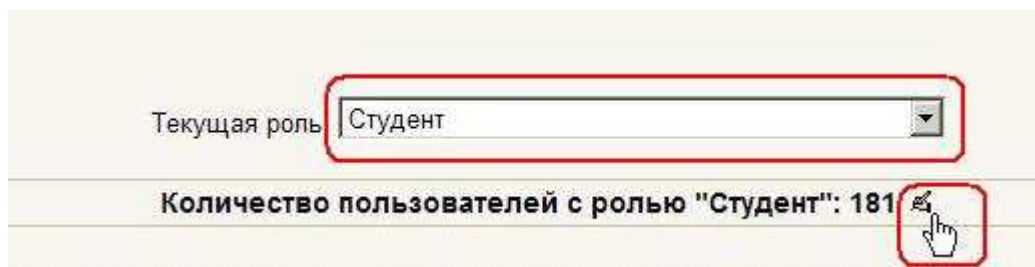 Текущая роль Студент
Количество пользователей с ролью "Студент": 181